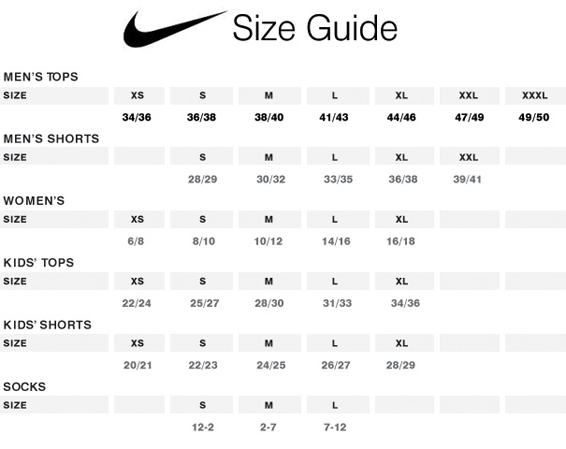 Size Guide
MEN'S TOPS
SIZE XS S M L XL XXL XXXL
34/36 36/38 38/40 41/43 44/46 47/49 49/50
MEN'S SHORTS
SIZE S M L XL XXL
28/29 30/32 33/35 36/38 39/41
WOMEN'S
SIZE XS S M L XL
6/8 8/10 10/12 14/16 16/18
KIDS' TOPS
SIZE XS S M L XL
22/24 25/27 28/30 31/33 34/36
KIDS' SHORTS
SIZE XS S M L XL
20/21 22/23 24/25 26/27 28/29
SOCKS
SIZE S M L
12-2 2-7 7-12